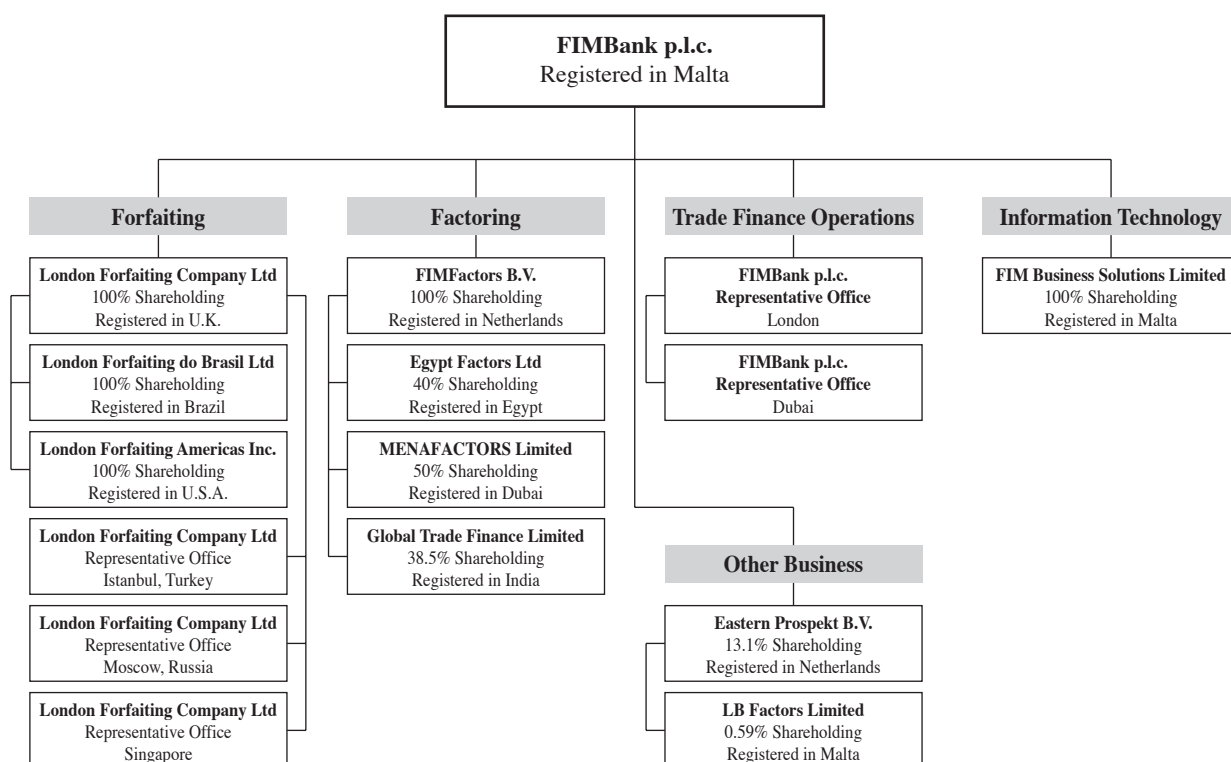 FIMBank p.l.c.
Registered in Malta
Forfaiting
London Forfaiting Company Ltd
100% Shareholding
Registered in U.K.
London Forfaiting do Brasil Ltd
100% Shareholding
Registered in Brazil
London Forfaiting Americas Inc.
100% Shareholding
Registered in U.S.A.
London Forfaiting Company Ltd
Representative Office
Istanbul, Turkey
London Forfaiting Company Ltd
Representative Office
Moscow, Russia
London Forfaiting Company Ltd
Representative Office
Singapore
Factoring
FIMFactors B.V.
100% Shareholding
Registered in Netherlands
Egypt Factors Ltd
40% Shareholding
Registered in Egypt
MENAFACTORS Limited
50% Shareholding
Registered in Dubai
Global Trade Finance Limited
38.5% Shareholding
Registered in India
Trade Finance Operations
FIMBank p.l.c.
Representative Office
London
FIMBank p.l.c.
Representative Office
Dubai
Other Business
Eastern Prospekt B.V.
13.1% Shareholding
Registered in Netherlands
LB Factors Limited
0.59% Shareholding
Registered in Malta
Information Technology
FIM Business Solutions Limited
100% Shareholding
Registered in Malta